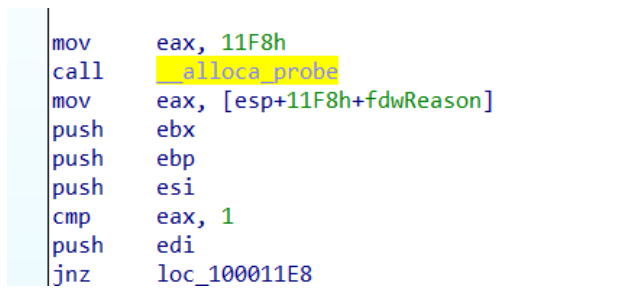 mov eax, 11F8h
call __alloca_probe
mov eax, [esp+11F8h+fdwReason]
push ebx
push ebp
push esi
cmp eax, 1
push edi
jnz loc_100011E8